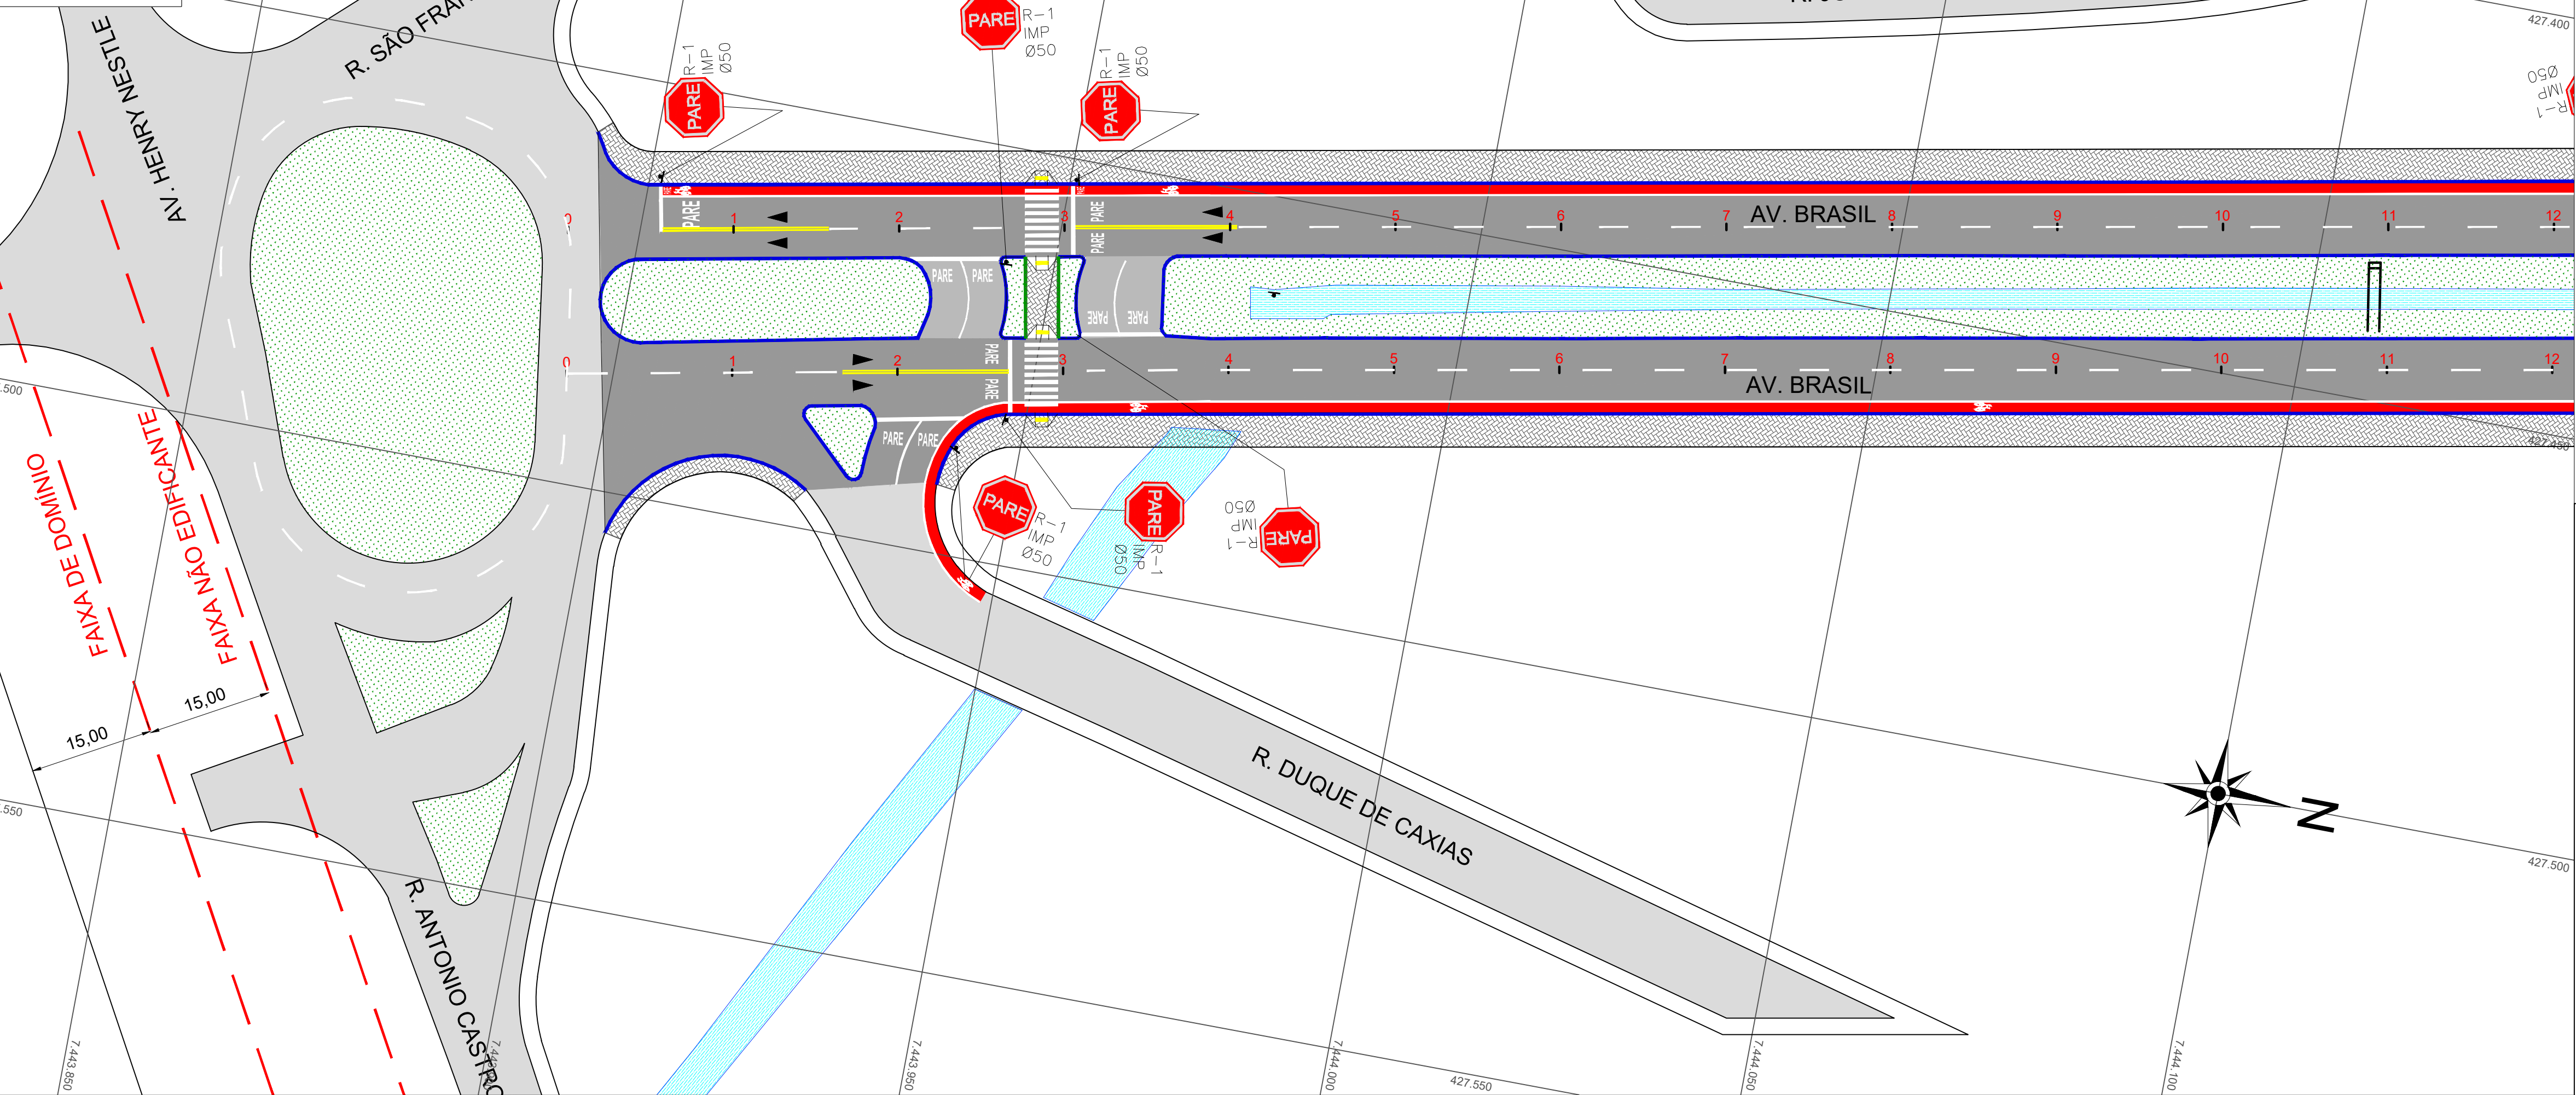 AV. HENRY NESTLE
R. SÃO FRAN
PARE
R-1
IMP
Ø50
PARE
R-1
IMP
Ø50
PARE
R-1
IMP
Ø50
427.400
R-1
IMP
Ø50
PARE
PARE
PARE
0 1 2 3 4 5 6 7 8 9 10 11 12
AV. BRASIL
PARE PARE
PARE PARE
PARE
PARE
0 1 2 3 4 5 6 7 8 9 10 11 12
AV. BRASIL
PARE PARE
427.450
.500
FAIXA DE DOMÍNIO
FAIXA NÃO EDIFICANTE
PARE
R-1
IMP
Ø50
PARE
R-1
IMP
Ø50
PARE
R-1
IMP
Ø50
15,00
15,00
.550
R. DUQUE DE CAXIAS
N
427.500
R. ANTONIO CASTRO
7.443.850
7.443.950
7.444.000
427.550
7.444.050
7.444.100